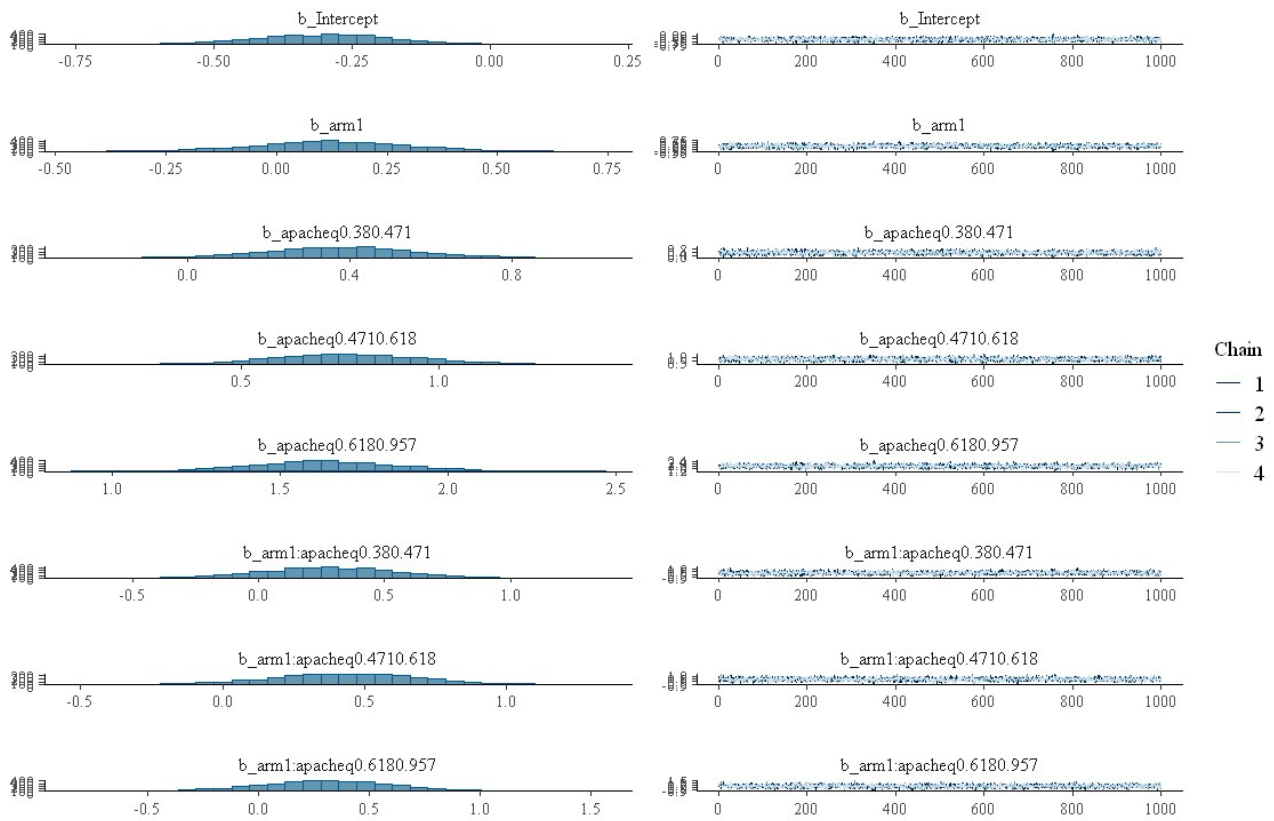 b_Intercept b_Intercept
-0.75 -0.50 -0.25 0.00 0.25 0 200 400 600 800 1000
b_arm1 b_arm1
-0.50 -0.25 0.00 0.25 0.50 0.75 0 200 400 600 800 1000
b_apacheq0.380.471 b_apacheq0.380.471
0.0 0.4 0.8 0 200 400 600 800 1000
b_apacheq0.4710.618 b_apacheq0.4710.618
0.5 1.0 0 200 400 600 800 1000
Chain
1
2
3
4
b_apacheq0.6180.957 b_apacheq0.6180.957
1.0 1.5 2.0 2.5 0 200 400 600 800 1000
b_arm1:apacheq0.380.471 b_arm1:apacheq0.380.471
-0.5 0.0 0.5 1.0 0 200 400 600 800 1000
b_arm1:apacheq0.4710.618 b_arm1:apacheq0.4710.618
-0.5 0.0 0.5 1.0 0 200 400 600 800 1000
b_arm1:apacheq0.6180.957 b_arm1:apacheq0.6180.957
-0.5 0.0 0.5 1.0 1.5 0 200 400 600 800 1000